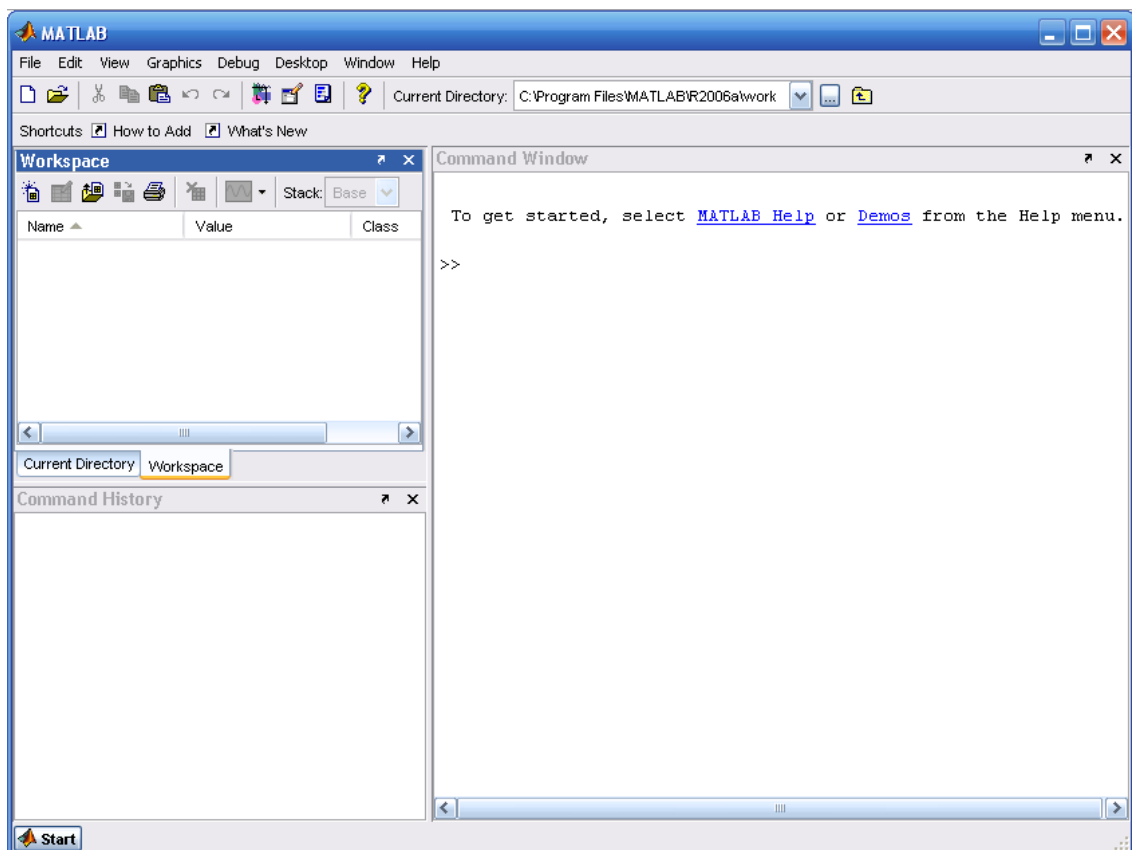 MATLAB
File Edit View Graphics Debug Desktop Window Help
Current Directory: C:\Program Files\MATLAB\R2006a\work
Shortcuts How to Add What's New
Workspace
Stack: Base
Name Value Class
Current Directory Workspace
Command History
Command Window
To get started, select MATLAB Help or Demos from the Help menu.
>>
Start